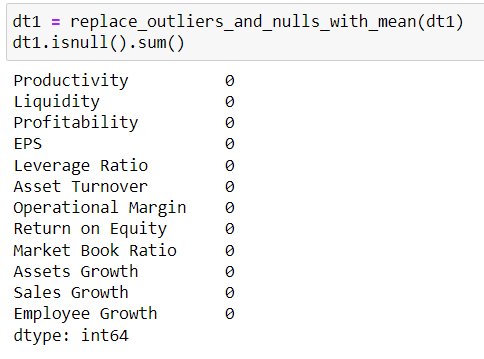 dt1 = replace_outliers_and_nulls_with_mean(dt1)
dt1.isnull().sum()
Productivity 0
Liquidity 0
Profitability 0
EPS 0
Leverage Ratio 0
Asset Turnover 0
Operational Margin 0
Return on Equity 0
Market Book Ratio 0
Assets Growth 0
Sales Growth 0
Employee Growth 0
dtype: int64